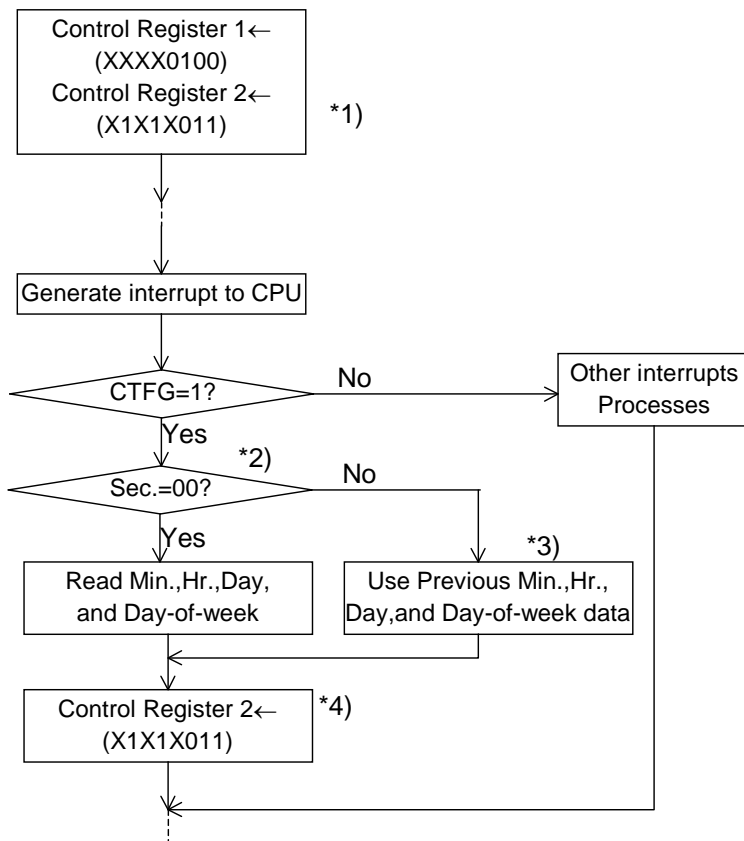 Control Register 1←
(XXXX0100)
Control Register 2←
(X1X1X011)
*1)
Generate interrupt to CPU
CTFG=1?
No
Other interrupts
Processes
Yes
*2)
Sec.=00?
No
Yes
*3)
Read Min.,Hr.,Day,
and Day-of-week
Use Previous Min.,Hr.,
Day,and Day-of-week data
Control Register 2←
(X1X1X011)
*4)